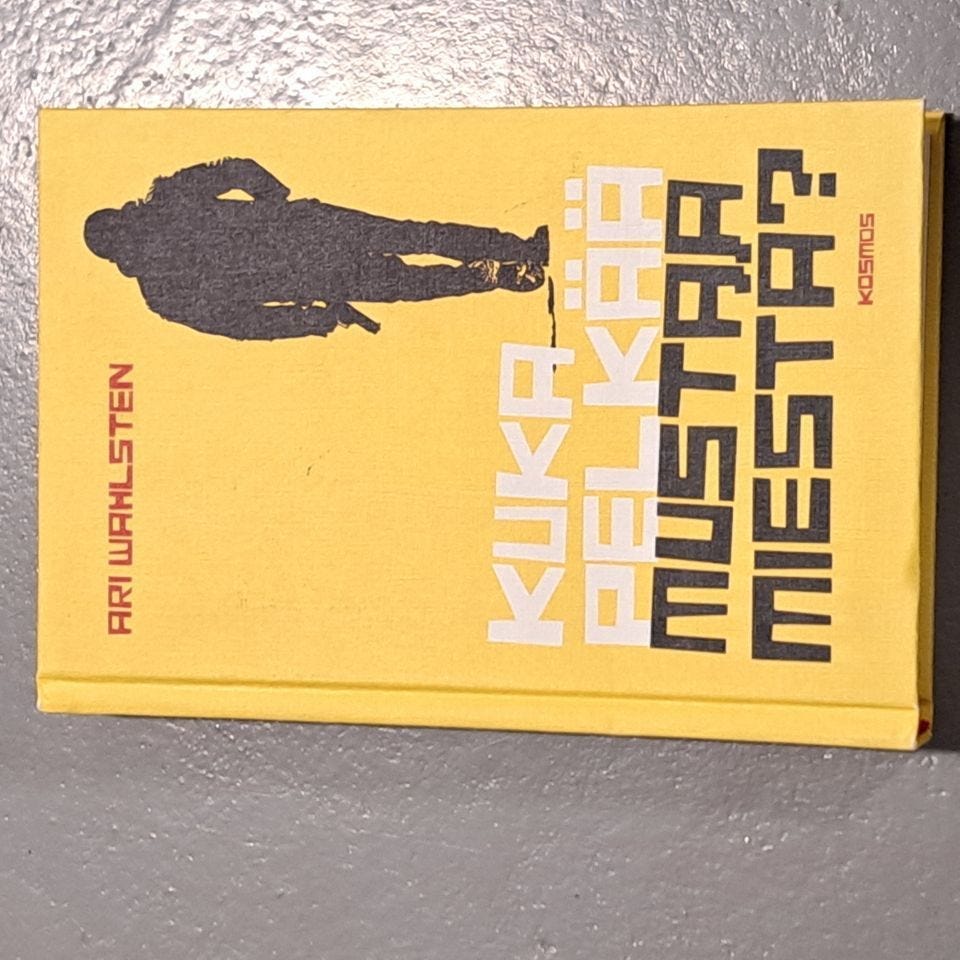 ARI WAHLSTEN
KUKA
PELKÄÄ
MUSTAA
MIESTÄ?
KOSMOS